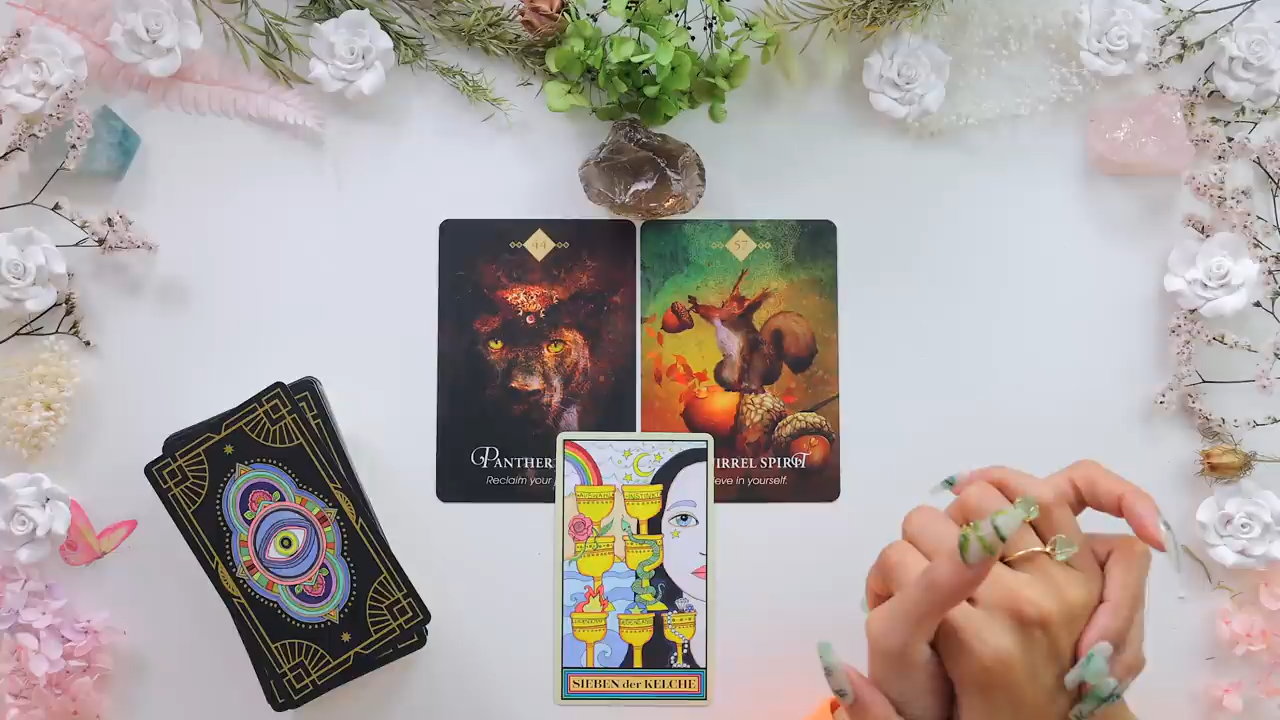 44
57
PANTHER
IRREL SPIRIT
Reclaim your
eve in yourself.
SIEBEN der KELCHE